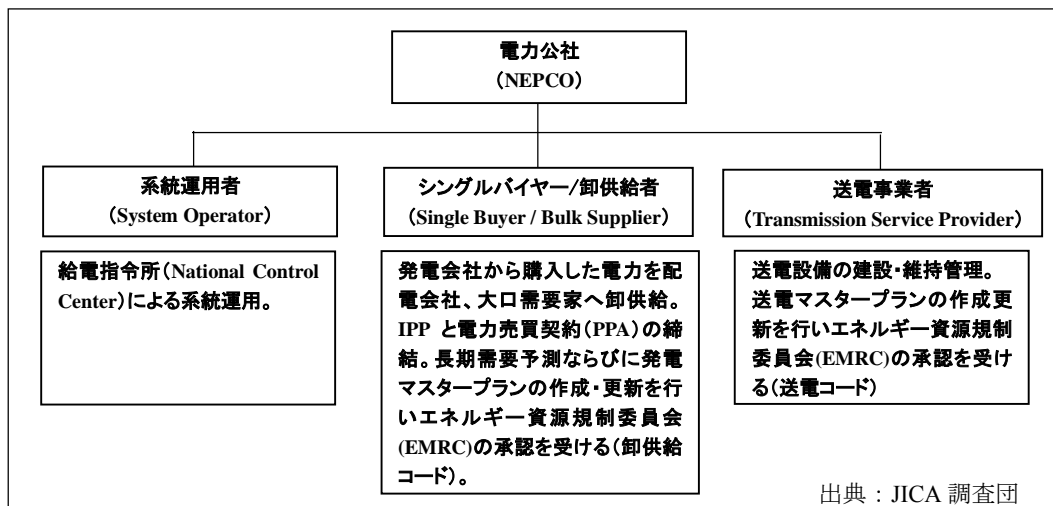 電力公社
（NEPCO）
系統運用者
（System Operator）
シングルバイヤー/卸供給者
（Single Buyer / Bulk Supplier）
送電事業者
（Transmission Service Provider）
給電指令所（National Control
Center）による系統運用。
発電会社から購入した電力を配
電会社、大口需要家へ卸供給。
IPP と電力売買契約（PPA）の締
結。長期需要予測ならびに発電
マスタープランの作成・更新を行
いエネルギー資源規制委員会
(EMRC)の承認を受ける（卸供給
コード）。
送電設備の建設・維持管理。
送電マスタープランの作成更
新を行いエネルギー資源規制
委員会(EMRC)の承認を受け
る（送電コード）
出典：JICA 調査団